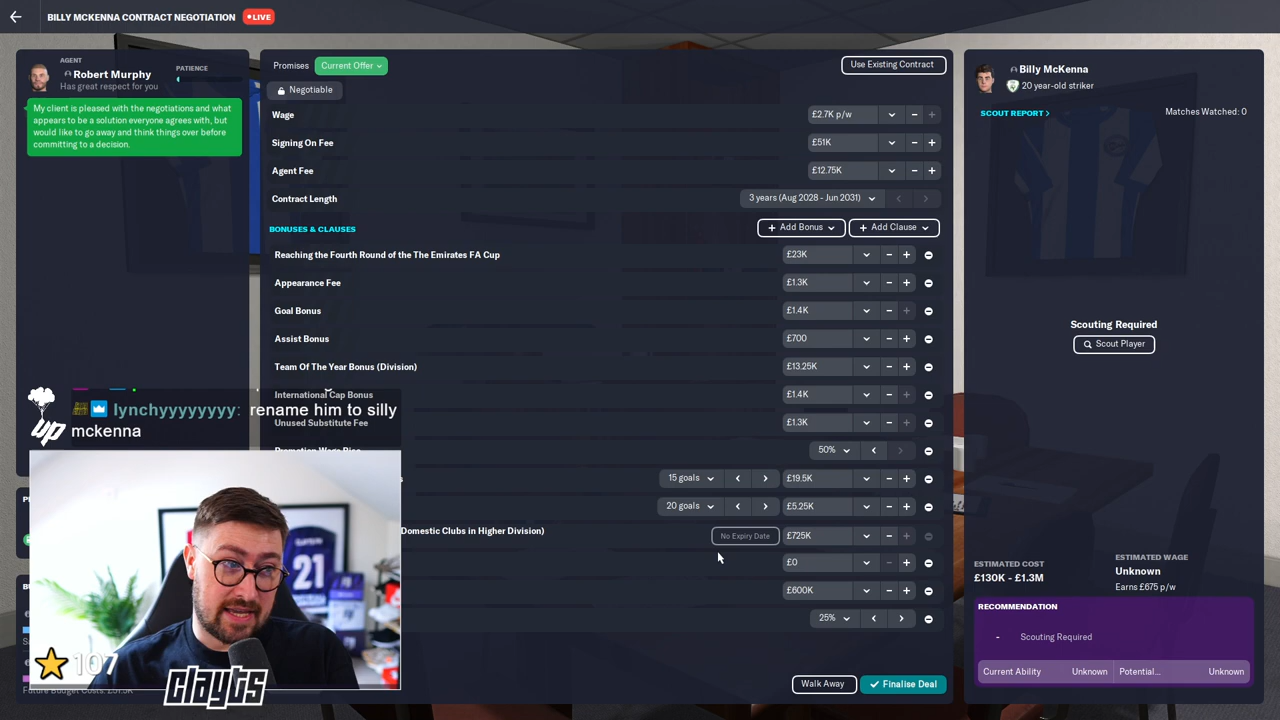 BILLY MCKENNA CONTRACT NEGOTIATION
LIVE
AGENT
Robert Murphy
Has great respect for you
PATIENCE
My client is pleased with the negotiations and what
appears to be a solution everyone agrees with, but
would like to go away and think things over before
committing to a decision.
Promises
Current Offer
Use Existing Contract
Negotiable
Wage
£2.7K p/w
Signing On Fee
£51K
Agent Fee
£12.75K
Contract Length
3 years (Aug 2028 - Jun 2031)
BONUSES & CLAUSES
Add Bonus
Add Clause
Reaching the Fourth Round of the The Emirates FA Cup
£23K
Appearance Fee
£1.3K
Goal Bonus
£1.4K
Assist Bonus
£700
Team Of The Year Bonus (Division)
£13.25K
International Cap Bonus
£1.4K
Unused Substitute Fee
£1.3K
50%
15 goals
£19.5K
20 goals
£5.25K
Domestic Clubs in Higher Division)
No Expiry Date
£725K
£0
£600K
25%
Walk Away
Finalise Deal
Billy McKenna
20 year-old striker
SCOUT REPORT
Matches Watched: 0
Scouting Required
Scout Player
ESTIMATED COST
£130K - £1.3M
ESTIMATED WAGE
Unknown
Earns £675 p/w
RECOMMENDATION
- Scouting Required
Current Ability
Unknown
Potential...
Unknown
up
lynchyyyyyyyy: rename him to silly
mckenna
21
107
clayts